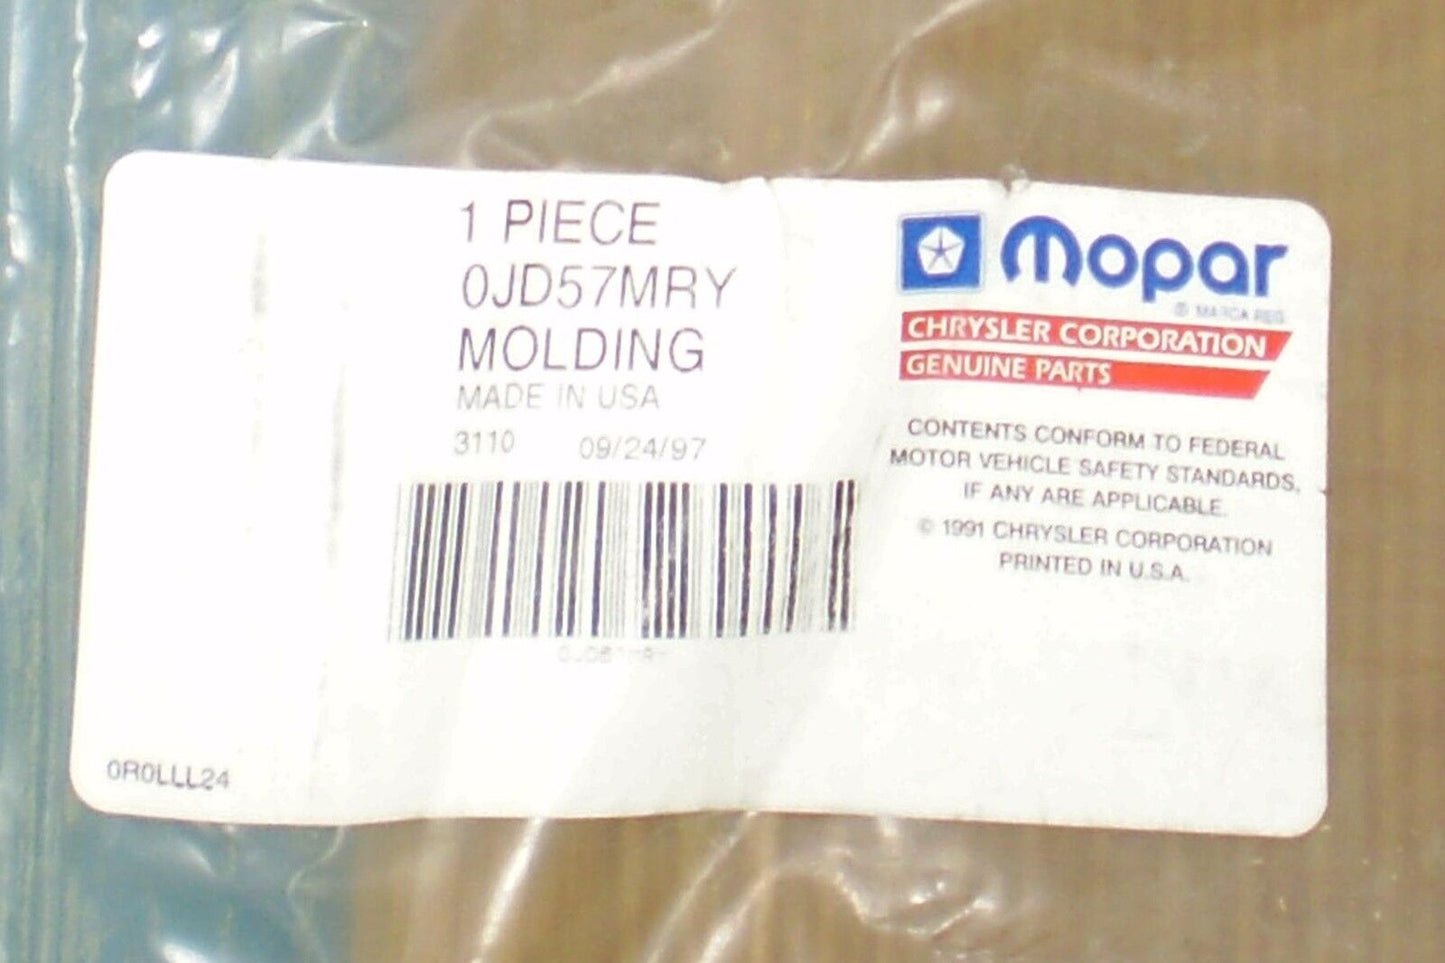 1 PIECE
0JD57MRY
MOLDING
MADE IN USA
3110 09/24/97
0R0LLL24
Mopar
® MARCA REG.
CHRYSLER CORPORATION
GENUINE PARTS
CONTENTS CONFORM TO FEDERAL
MOTOR VEHICLE SAFETY STANDARDS,
IF ANY ARE APPLICABLE.
© 1991 CHRYSLER CORPORATION
PRINTED IN U.S.A.